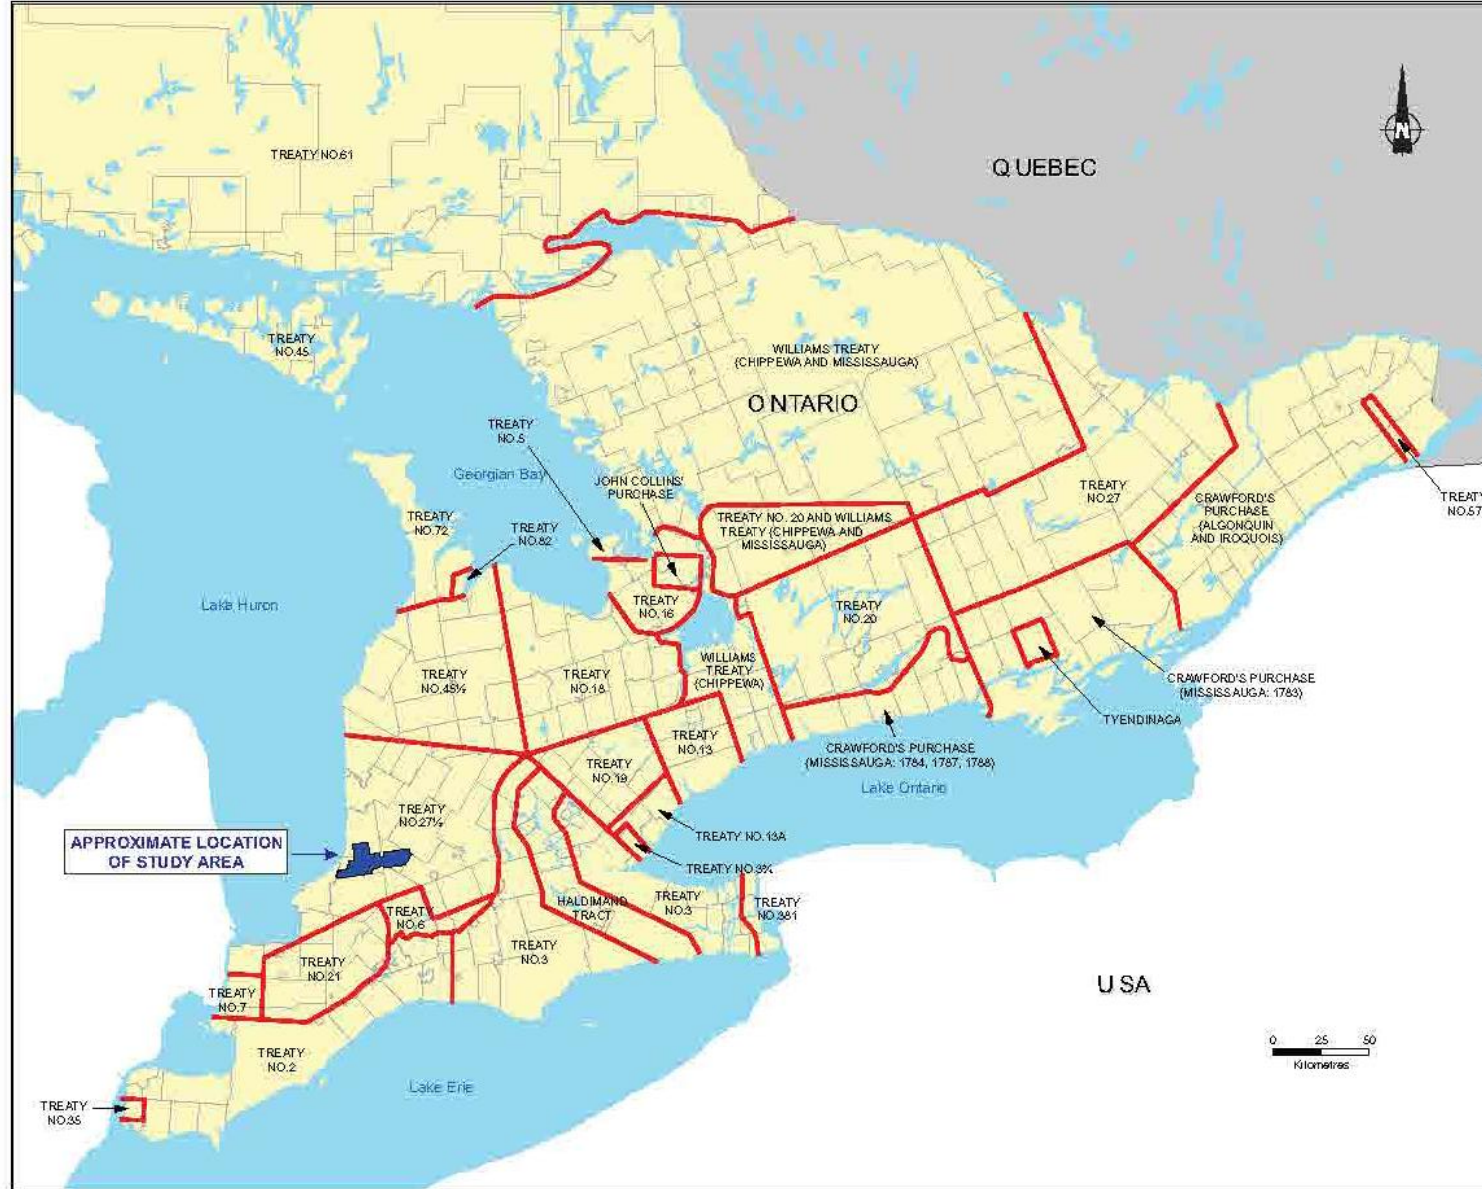 TREATY NO.61
QUEBEC
N
TREATY
NO.45
WILLIAMS TREATY
(CHIPPEWA AND MISSISSAUGA)
ONTARIO
TREATY
NO.5
Georgian Bay
JOHN COLLINS'
PURCHASE
TREATY
NO.72
TREATY
NO.82
TREATY NO. 20 AND WILLIAMS
TREATY (CHIPPEWA AND
MISSISSAUGA)
TREATY
NO.27
CRAWFORD'S
PURCHASE
(ALGONQUIN
AND IROQUOIS)
TREATY
NO.57
Lake Huron
TREATY
NO.16
TREATY
NO.20
TREATY
NO.45½
TREATY
NO.18
WILLIAMS
TREATY
(CHIPPEWA)
CRAWFORD'S PURCHASE
(MISSISSAUGA: 1783)
TYENDINAGA
TREATY
NO.13
CRAWFORD'S PURCHASE
(MISSISSAUGA: 1784, 1787, 1788)
Lake Ontario
TREATY
NO.19
TREATY
NO.27½
TREATY NO.13A
APPROXIMATE LOCATION
OF STUDY AREA
TREATY NO.3¾
HALDIMAND
TRACT
TREATY
NO.3
TREATY
NO.381
TREATY
NO.6
TREATY
NO.3
TREATY
NO.21
TREATY
NO.7
USA
TREATY
NO.2
0 25 50
Kilometres
Lake Erie
TREATY
NO.35